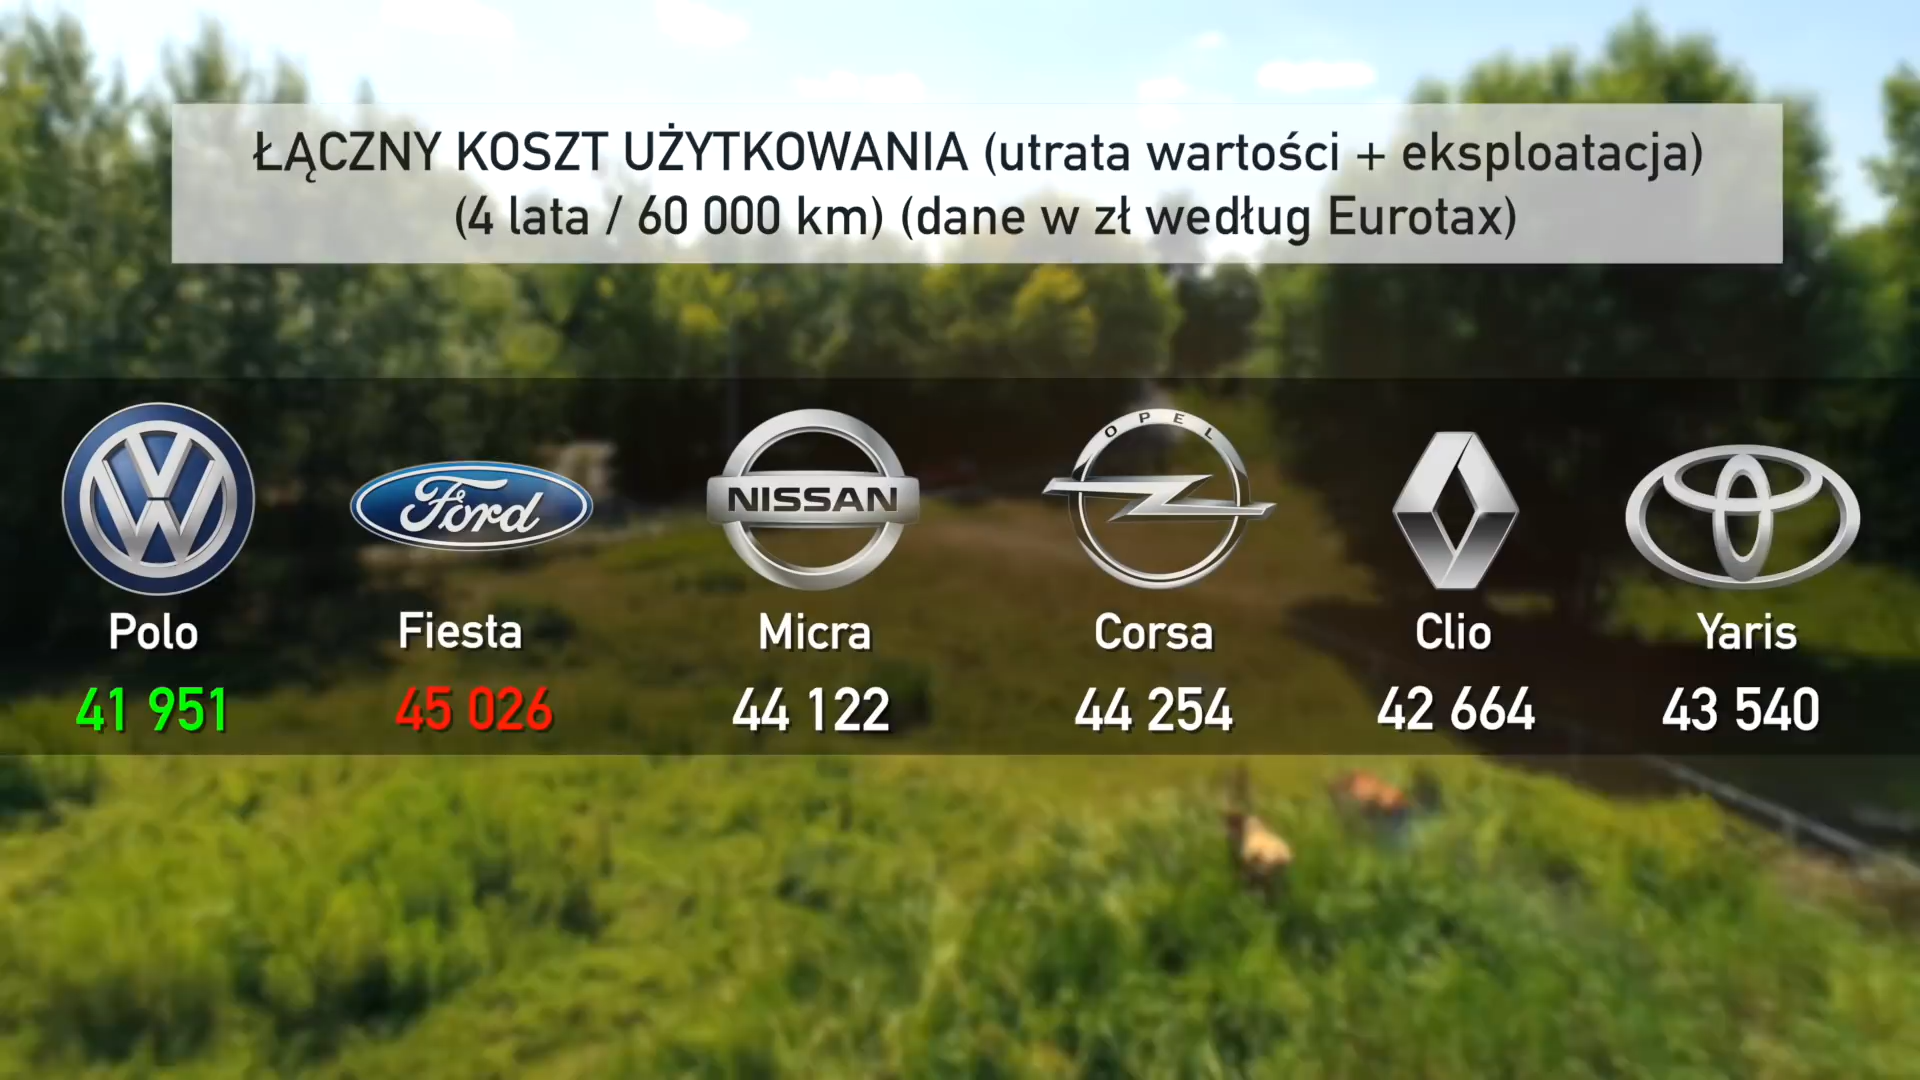 ŁĄCZNY KOSZT UŻYTKOWANIA (utrata wartości + eksploatacja)
(4 lata / 60 000 km) (dane w zł według Eurotax)
Ford
NISSAN
OPEL
Polo
Fiesta
Micra
Corsa
Clio
Yaris
41 951
45 026
44 122
44 254
42 664
43 540